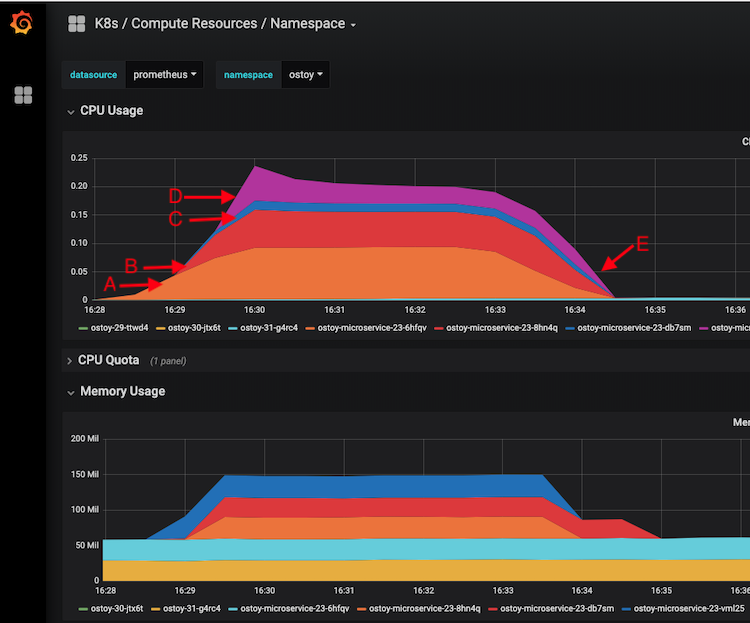 K8s / Compute Resources / Namespace
datasource prometheus namespace ostoy
CPU Usage
0.25
0.20
0.15
0.10
0.05
0
D
C
B
A
E
16:28 16:29 16:30 16:31 16:32 16:33 16:34 16:35 16:36
ostoy-29-ttwd4 ostoy-30-jtx6t ostoy-31-g4rc4 ostoy-microservice-23-6hfqv ostoy-microservice-23-8hn4q ostoy-microservice-23-db7sm
CPU Quota (1 panel)
Memory Usage
200 Mil
150 Mil
100 Mil
50 Mil
0
16:28 16:29 16:30 16:31 16:32 16:33 16:34 16:35 16:36
ostoy-30-jtx6t ostoy-31-g4rc4 ostoy-microservice-23-6hfqv ostoy-microservice-23-8hn4q ostoy-microservice-23-db7sm ostoy-microservice-23-vml25